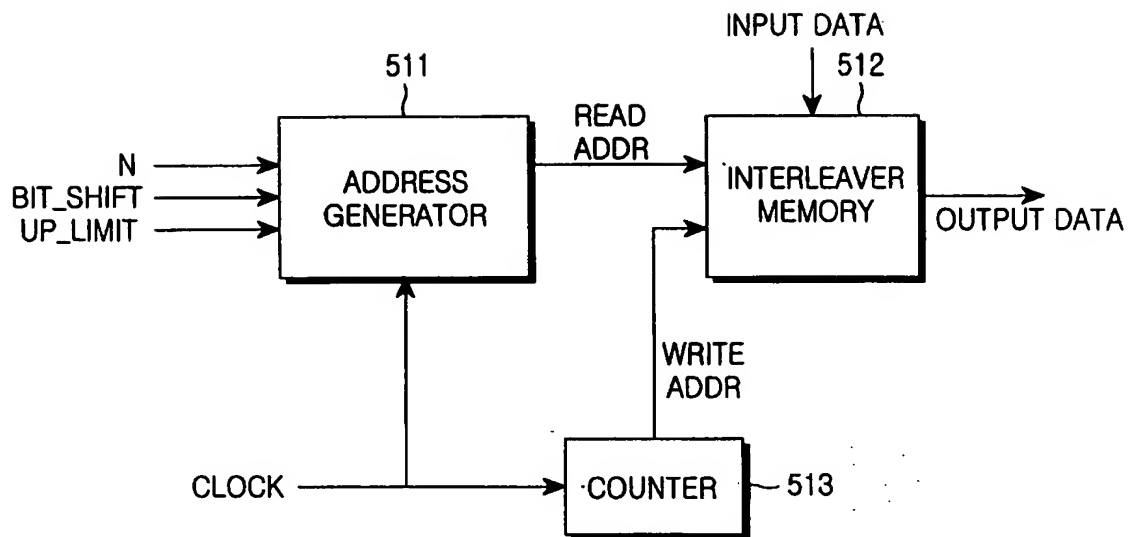 INPUT DATA
511
512
READ
ADDR
N
BIT_SHIFT
UP_LIMIT
ADDRESS
GENERATOR
INTERLEAVER
MEMORY
OUTPUT DATA
WRITE
ADDR
CLOCK
COUNTER
513